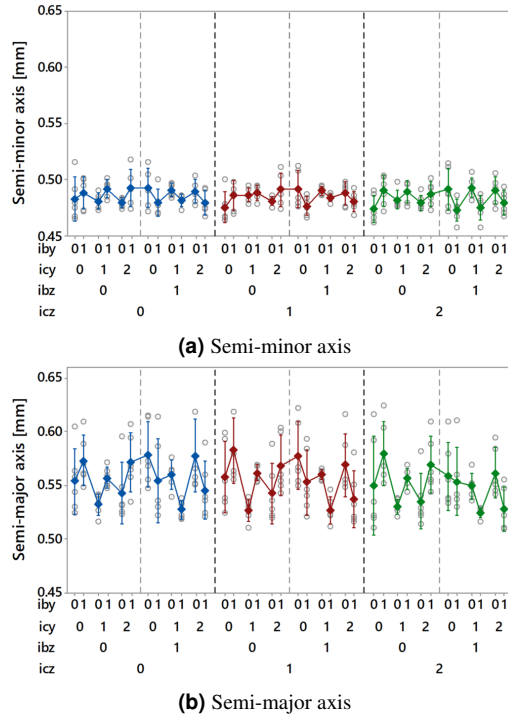 0.65
0.60
0.55
0.50
0.45
Semi-minor axis [mm]
iby 01 01 01 01 01 01 01 01 01 01 01 01 01 01 01 01 01 01
icy 0 1 2 0 1 2 0 1 2 0 1 2 0 1 2 0 1 2
ibz 0 1 0 1 0 1
icz 0 1 2
(a) Semi-minor axis
0.65
0.60
0.55
0.50
0.45
Semi-major axis [mm]
iby 01 01 01 01 01 01 01 01 01 01 01 01 01 01 01 01 01 01
icy 0 1 2 0 1 2 0 1 2 0 1 2 0 1 2 0 1 2
ibz 0 1 0 1 0 1
icz 0 1 2
(b) Semi-major axis